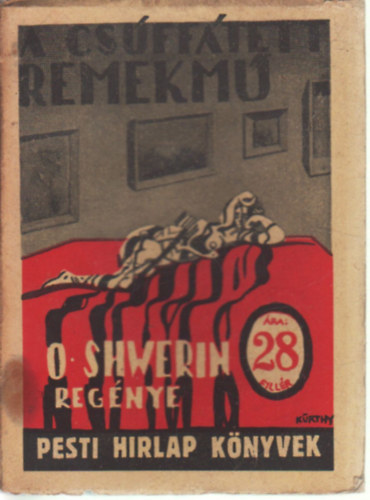 A CSÚFFÁTETT
REMEKMŰ
O. SHWERIN
REGÉNYE
ÁRA:
28
FILLÉR
KÜRTHY
PESTI HIRLAP KÖNYVEK